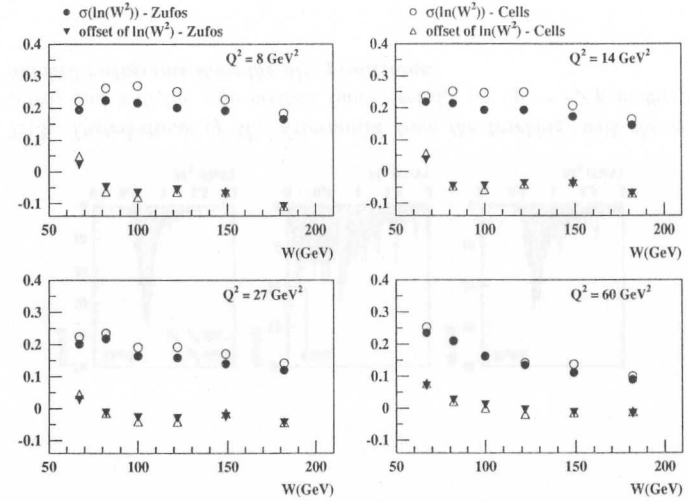 σ(ln(W²)) - Zufos
offset of ln(W²) - Zufos
σ(ln(W²)) - Cells
offset of ln(W²) - Cells
Q² = 8 GeV²
0.4
0.3
0.2
0.1
0
-0.1
50 100 150 200
W(GeV)
Q² = 14 GeV²
0.4
0.3
0.2
0.1
0
-0.1
50 100 150 200
W(GeV)
Q² = 27 GeV²
0.4
0.3
0.2
0.1
0
-0.1
50 100 150 200
W(GeV)
Q² = 60 GeV²
0.4
0.3
0.2
0.1
0
-0.1
50 100 150 200
W(GeV)